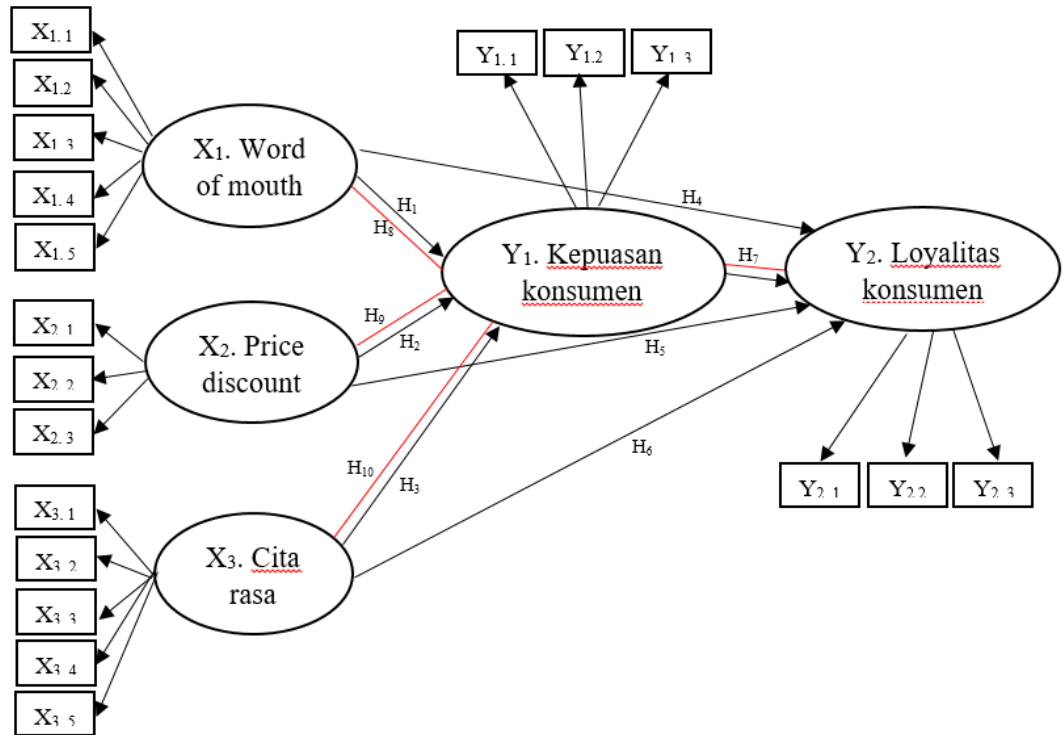 X1. 1
X1.2
X1. 3
X1. 4
X1. 5
X1. Word
of mouth
Y1. 1
Y1.2
Y1. 3
H1
H8
H4
Y1. Kepuasan
konsumen
H7
Y2. Loyalitas
konsumen
X2. 1
X2. 2
X2. 3
X2. Price
discount
H9
H2
H5
H10
H3
H6
Y2. 1
Y2.2
Y2. 3
X3. 1
X3. 2
X3. 3
X3. 4
X3. 5
X3. Cita
rasa